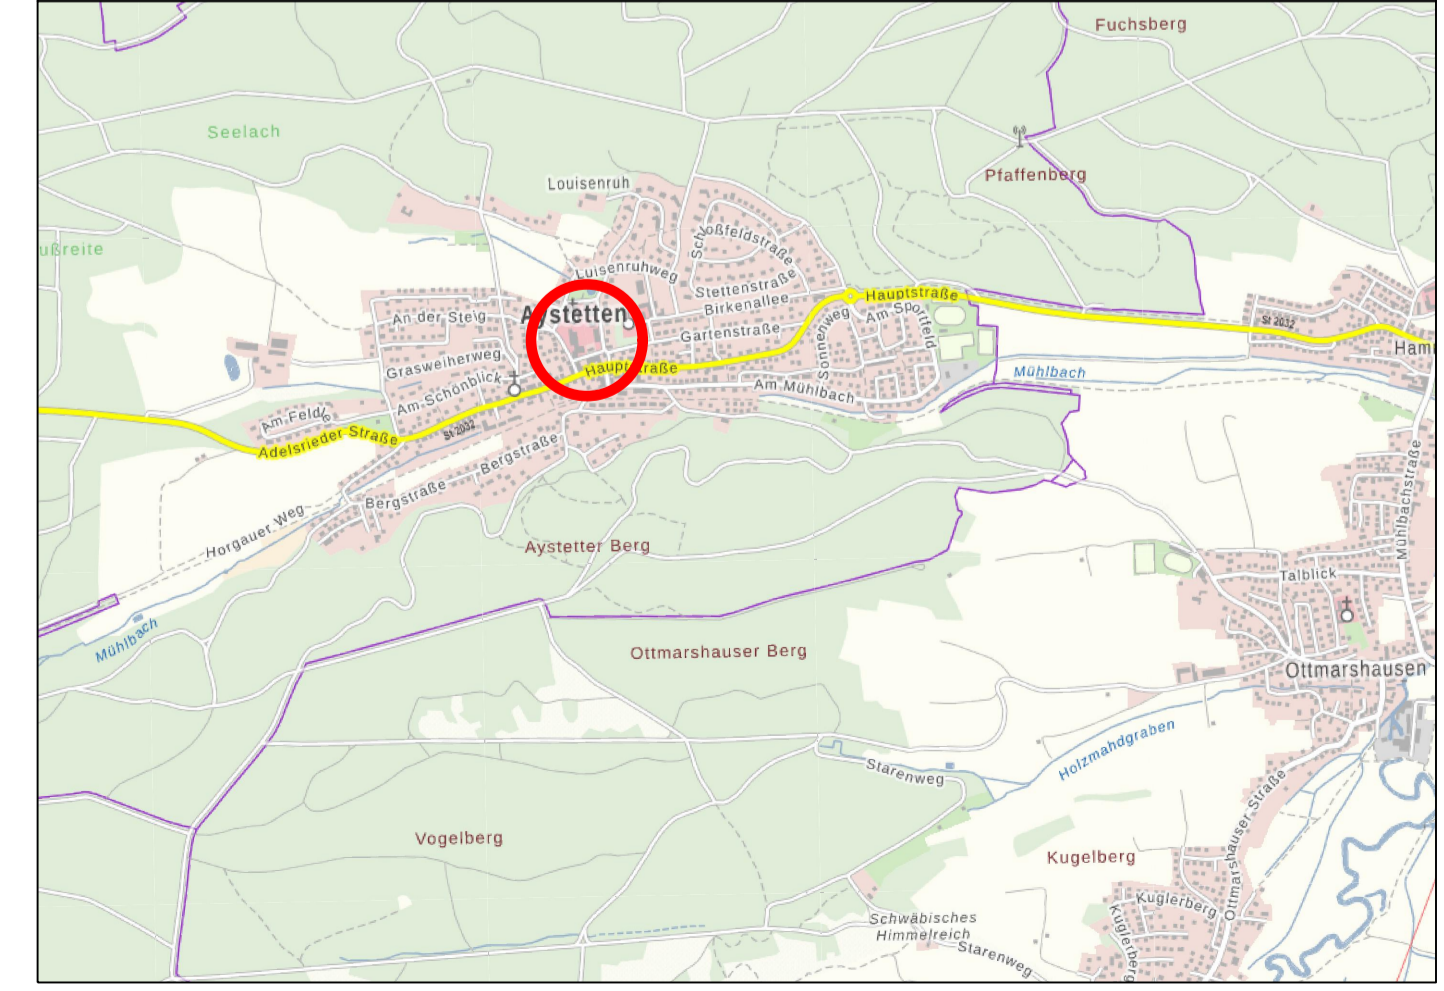 Fuchsberg
Seelach
Pfaffenberg
Louisenruh
Schloßfeldstraße
ußreite
Luisenruhweg
Stettenstraße
Birkenallee
Hauptstraße
An der Steig
Aystetten
Gartenstraße
Sonnenweg
Am Sportfeld
St 2032
Hamm
Grasweiherweg
Hauptstraße
Mühlbach
Am Schönblick
Am Mühlbach
Am Feldle
St 2032
Adelsrieder Straße
Bergstraße
Bergstraße
Mühlbachstraße
Horgauer Weg
Aystetter Berg
Talblick
Mühlbach
Ottmarshauser Berg
Ottmarshausen
Holzmahdgraben
Starenweg
Vogelberg
Kugelberg
Ottmarshauser Straße
Kuglerberg
Kuglerberg
Schwäbisches
Himmelreich
Starenweg